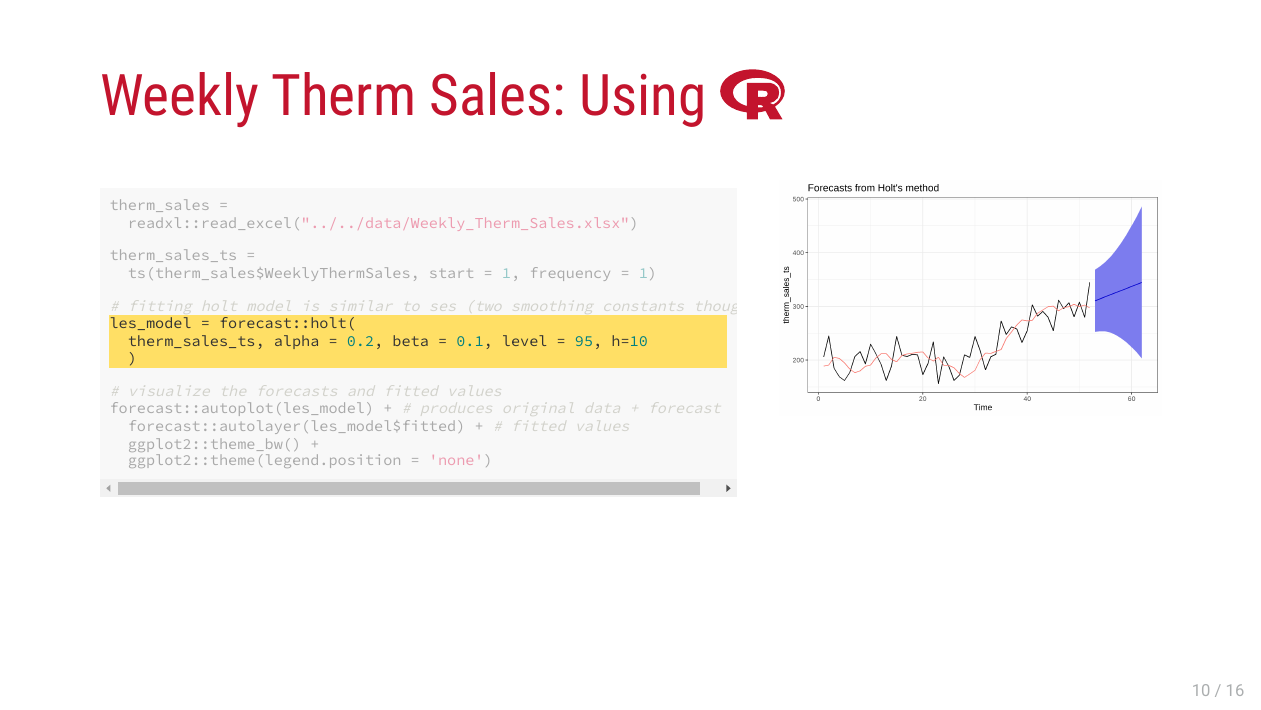 Weekly Therm Sales: Using R
therm_sales =
  readxl::read_excel("../../data/Weekly_Therm_Sales.xlsx")
therm_sales_ts =
  ts(therm_sales$WeeklyThermSales, start = 1, frequency = 1)
# fitting holt model is similar to ses (two smoothing constants thoug
les_model = forecast::holt(
  therm_sales_ts, alpha = 0.2, beta = 0.1, level = 95, h=10
  )
# visualize the forecasts and fitted values
forecast::autoplot(les_model) + # produces original data + forecast
  forecast::autolayer(les_model$fitted) + # fitted values
  ggplot2::theme_bw() +
  ggplot2::theme(legend.position = 'none')
Forecasts from Holt's method
500
400
300
200
therm_sales_ts
0 20 40 60
Time
10 / 16